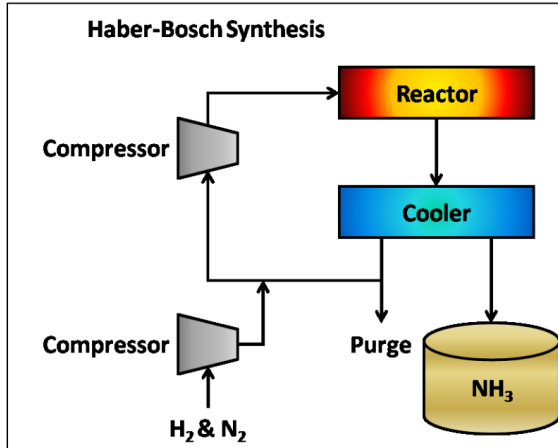 Haber-Bosch Synthesis
Reactor
Compressor
Cooler
Compressor
Purge
NH₃
H₂ & N₂